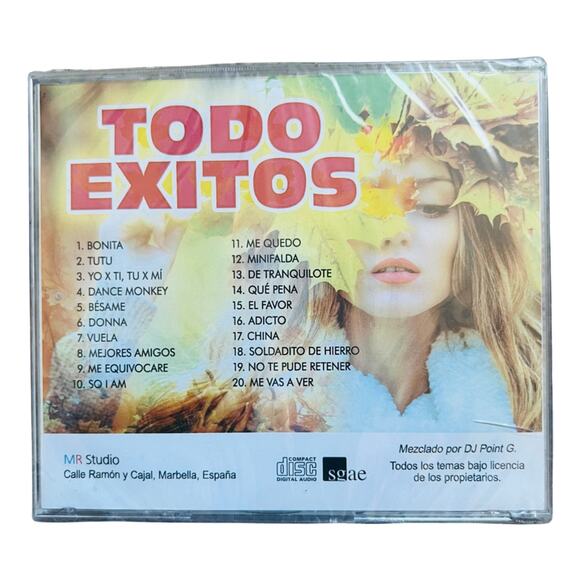 TODO
EXITOS
1. BONITA
2. TUTU
3. YO X TI, TU X MÍ
4. DANCE MONKEY
5. BÉSAME
6. DONNA
7. VUELA
8. MEJORES AMIGOS
9. ME EQUIVOCARE
10. SO I AM
11. ME QUEDO
12. MINIFALDA
13. DE TRANQUILOTE
14. QUÉ PENA
15. EL FAVOR
16. ADICTO
17. CHINA
18. SOLDADITO DE HIERRO
19. NO TE PUDE RETENER
20. ME VAS A VER
MR Studio
Calle Ramón y Cajal, Marbella, España
COMPACT
disc
DIGITAL AUDIO
sgae
Mezclado por DJ Point G.
Todos los temas bajo licencia
de los propietarios.